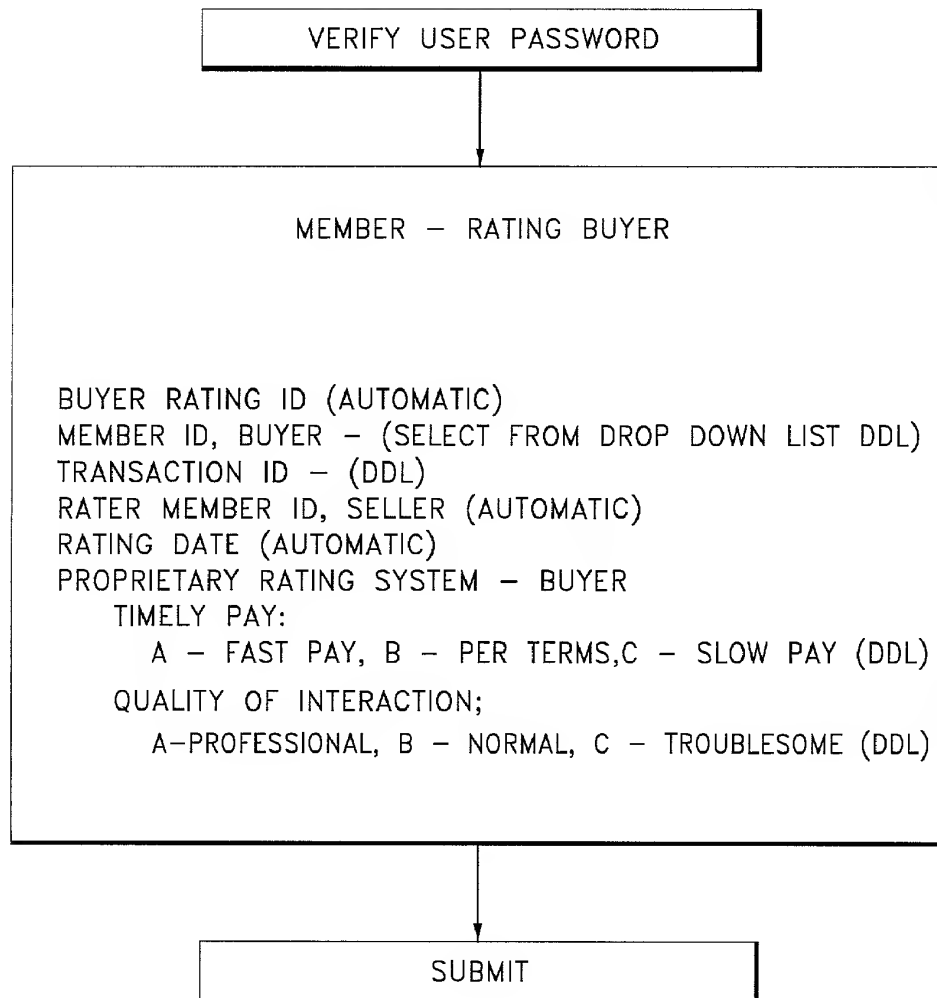 VERIFY USER PASSWORD
MEMBER – RATING BUYER
BUYER RATING ID (AUTOMATIC)
MEMBER ID, BUYER – (SELECT FROM DROP DOWN LIST DDL)
TRANSACTION ID – (DDL)
RATER MEMBER ID, SELLER (AUTOMATIC)
RATING DATE (AUTOMATIC)
PROPRIETARY RATING SYSTEM – BUYER
TIMELY PAY:
A – FAST PAY, B – PER TERMS,C – SLOW PAY (DDL)
QUALITY OF INTERACTION;
A–PROFESSIONAL, B – NORMAL, C – TROUBLESOME (DDL)
SUBMIT